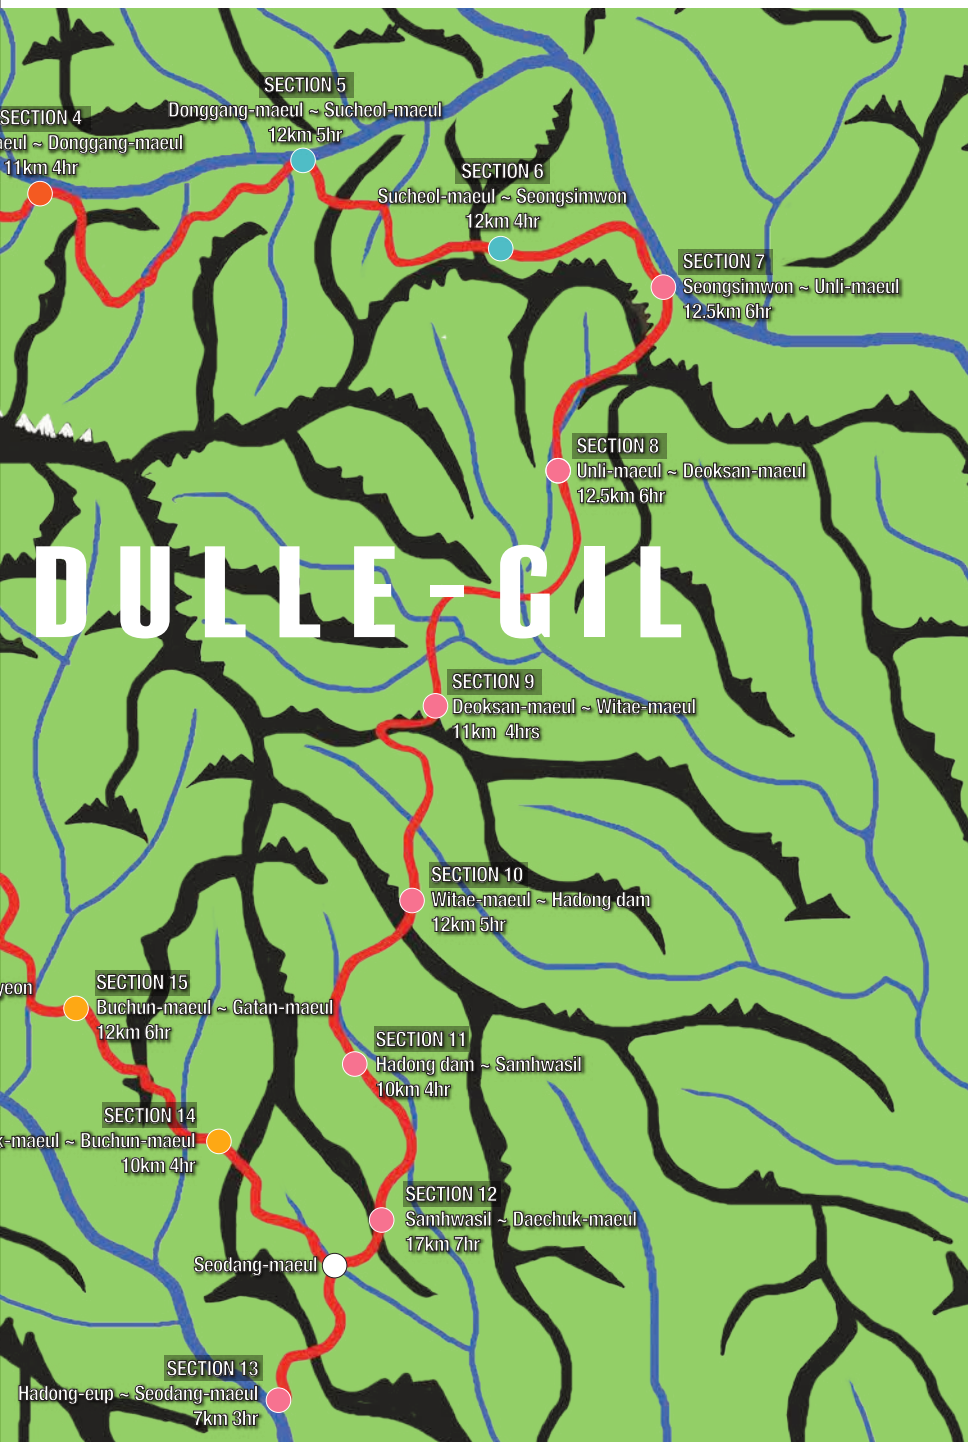 SECTION 5
Donggang-maeul ~ Sucheol-maeul
12km 5hr
SECTION 4
~ Donggang-maeul
11km 4hr
SECTION 6
Sucheol-maeul ~ Seongsimwon
12km 4hr
SECTION 7
Seongsimwon ~ Unli-maeul
12.5km 6hr
SECTION 8
Unli-maeul ~ Deoksan-maeul
12.5km 6hr
DULLE-GIL
SECTION 9
Deoksan-maeul ~ Witae-maeul
11km 4hrs
SECTION 10
Witae-maeul ~ Hadong dam
12km 5hr
SECTION 15
Buchun-maeul ~ Gatan-maeul
12km 6hr
SECTION 11
Hadong dam ~ Samhwasil
10km 4hr
SECTION 14
-maeul ~ Buchun-maeul
10km 4hr
SECTION 12
Samhwasil ~ Daechuk-maeul
17km 7hr
Seodang-maeul
SECTION 13
Hadong-eup ~ Seodang-maeul
7km 3hr